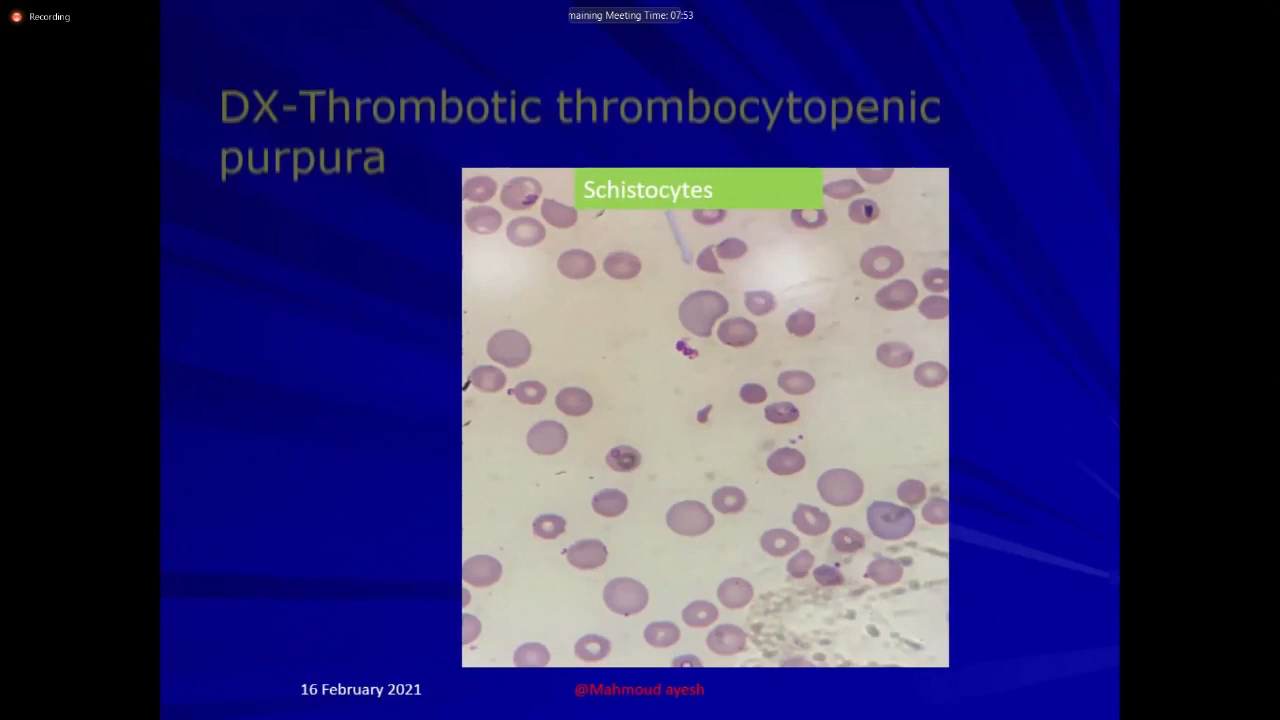 Recording
maining Meeting Time: 07:53
DX-Thrombotic thrombocytopenic
purpura
Schistocytes
16 February 2021
@Mahmoud ayesh